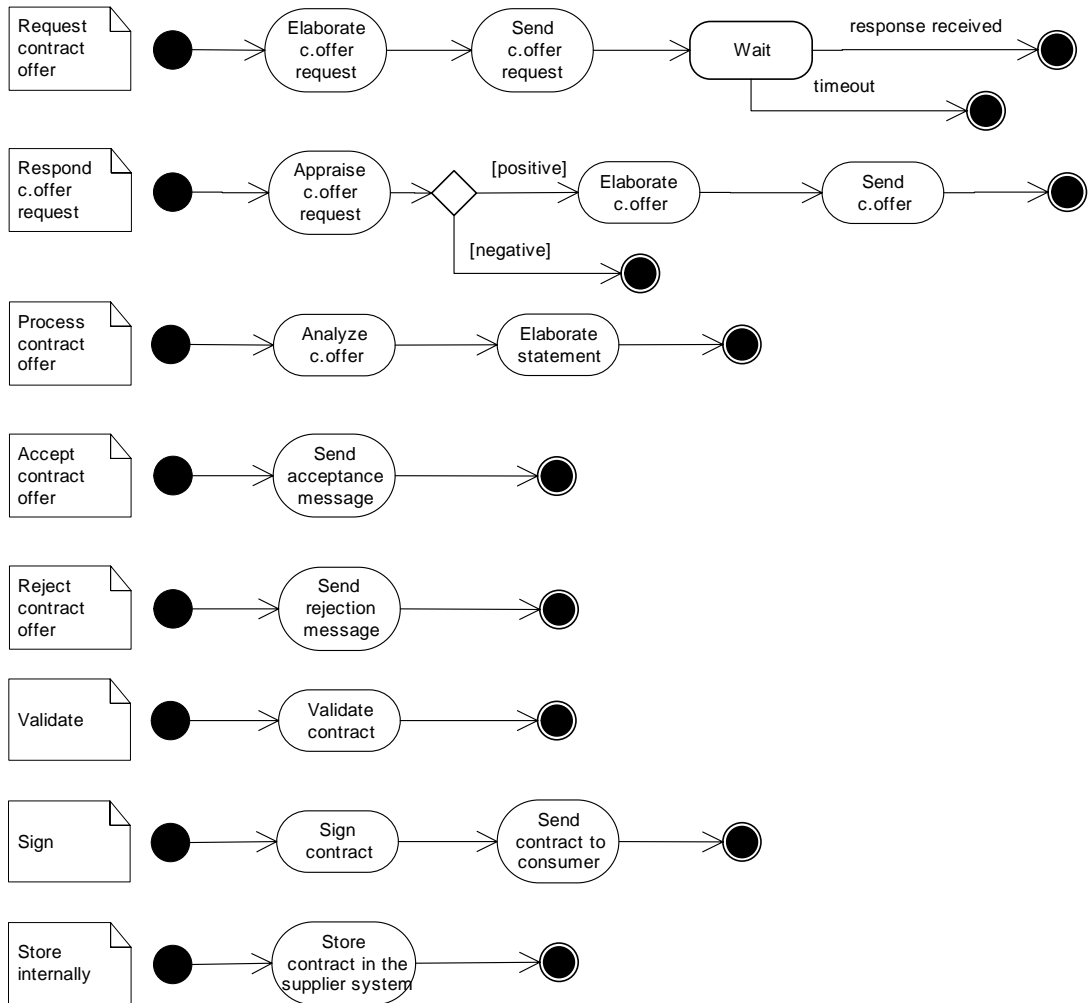 Request
contract
offer
Elaborate
c.offer
request
Send
c.offer
request
Wait
response received
timeout
Respond
c.offer
request
Appraise
c.offer
request
[positive]
[negative]
Elaborate
c.offer
Send
c.offer
Process
contract
offer
Analyze
c.offer
Elaborate
statement
Accept
contract
offer
Send
acceptance
message
Reject
contract
offer
Send
rejection
message
Validate
Validate
contract
Sign
Sign
contract
Send
contract to
consumer
Store
internally
Store
contract in the
supplier system